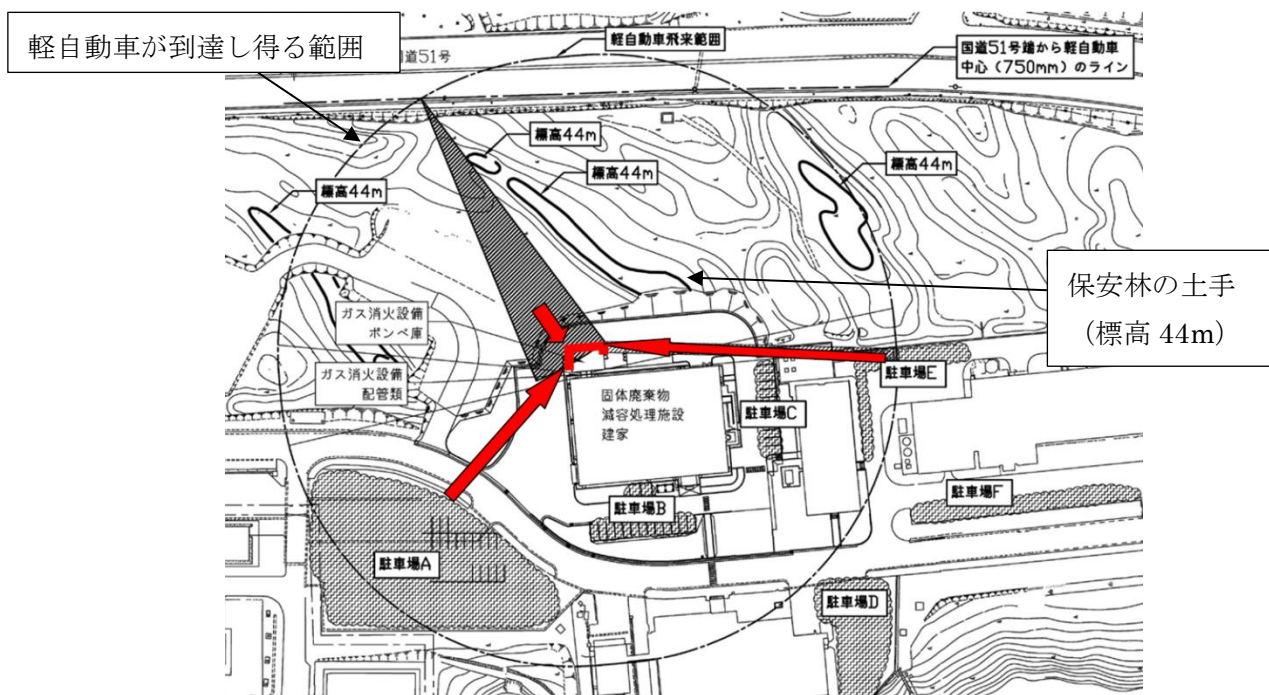 軽自動車が到達し得る範囲
国道51号
軽自動車飛来範囲
国道51号端から軽自動車
中心(750mm)のライン
標高44m
標高44m
標高44m
標高44m
保安林の土手
(標高 44m)
ガス消火設備
ボンベ庫
ガス消火設備
配管類
固体廃棄物
減容処理施設
建家
駐車場E
駐車場C
駐車場F
駐車場B
駐車場A
駐車場D